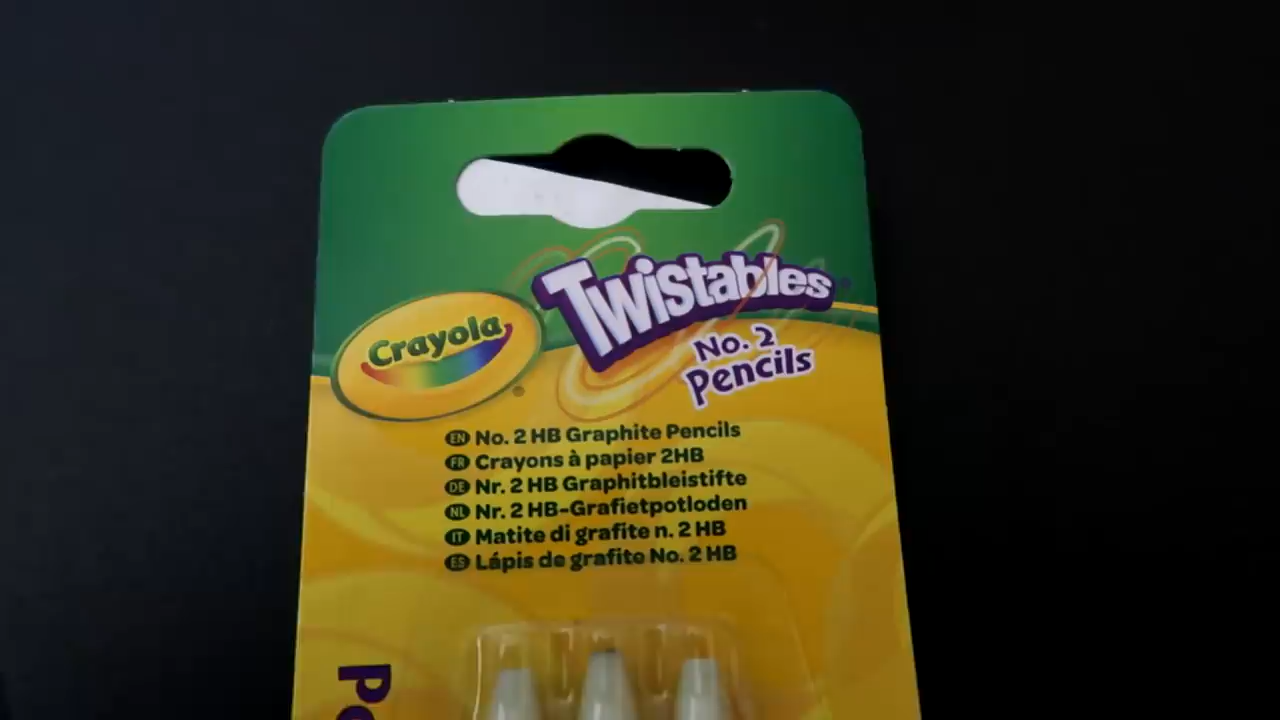 Crayola
Twistables
No. 2
Pencils
EN No. 2 HB Graphite Pencils
FR Crayons à papier 2HB
DE Nr. 2 HB Graphitbleistifte
NL Nr. 2 HB-Grafietpotloden
IT Matite di grafite n. 2 HB
ES Lápis de grafite No. 2 HB